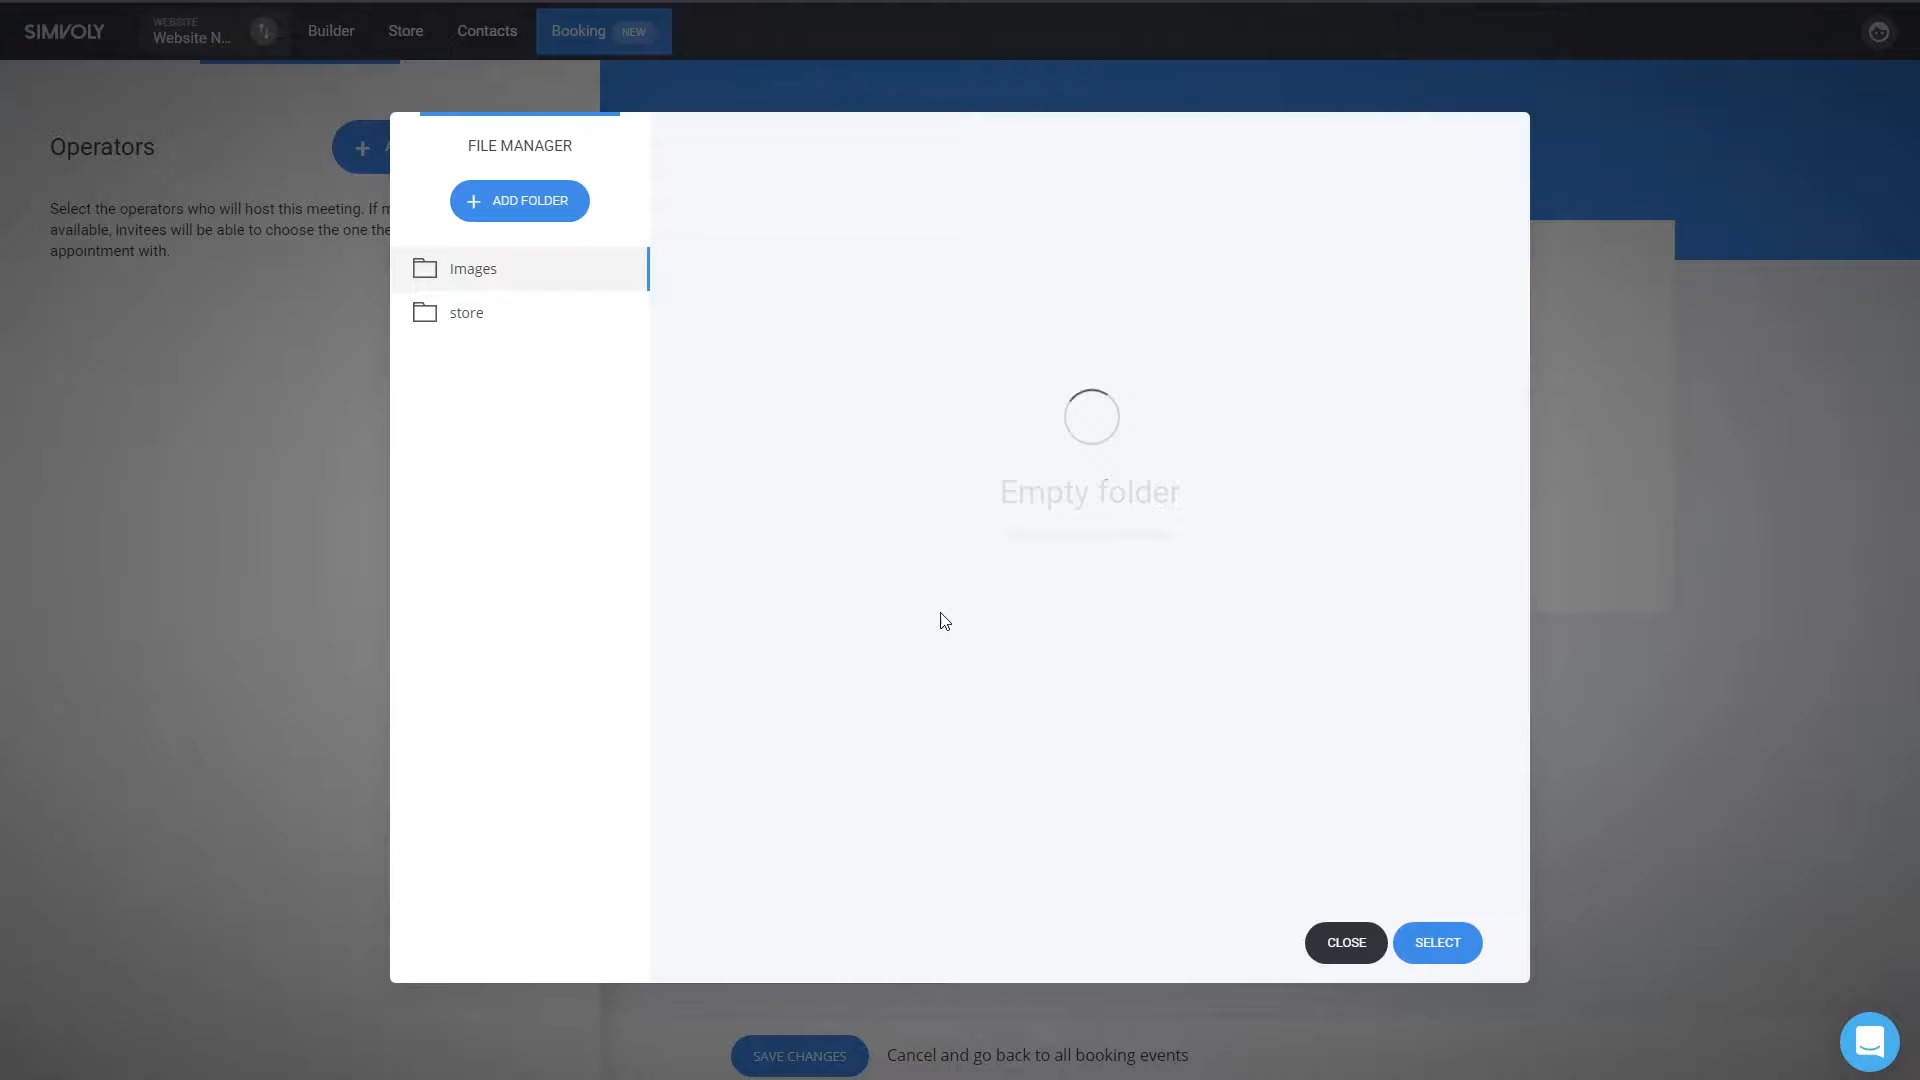 SIMVOLY
WEBSITE
Website N...
Builder
Store
Contacts
Booking NEW
Operators
Select the operators who will host this meeting. If
available, invitees will be able to choose the one
appointment with.
FILE MANAGER
ADD FOLDER
Images
store
Empty folder
CLOSE
SELECT
SAVE CHANGES
Cancel and go back to all booking events